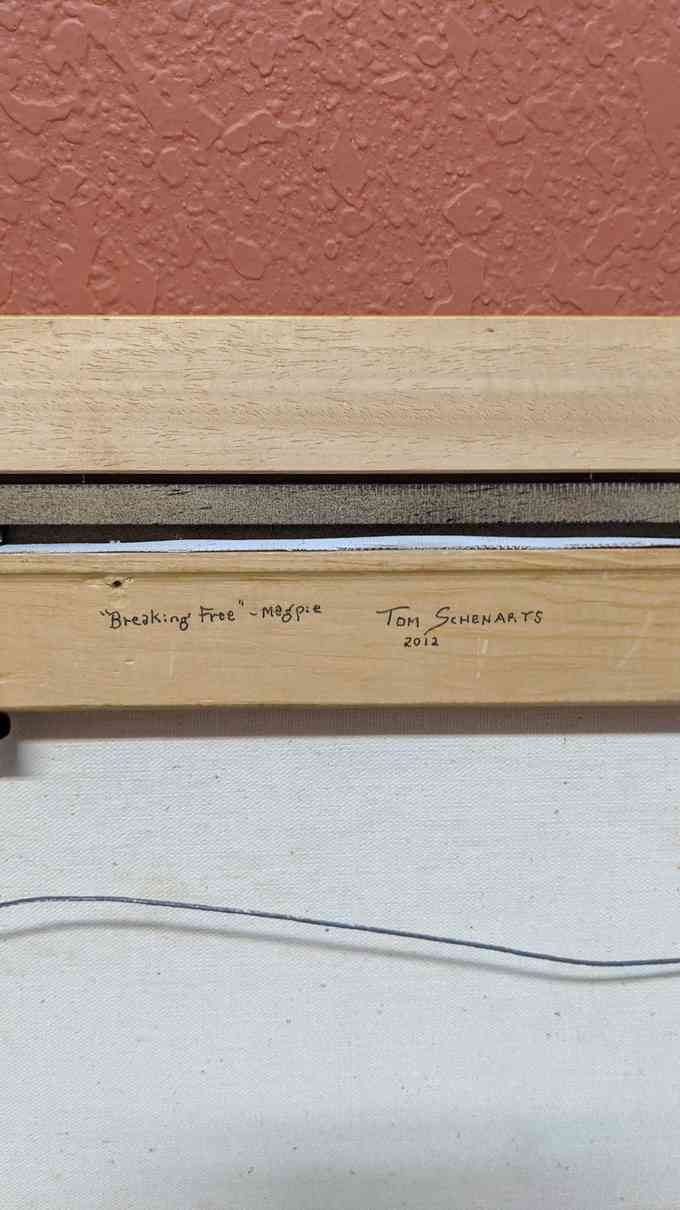 "Breaking Free" - Magpie
Tom Schenarts
2012